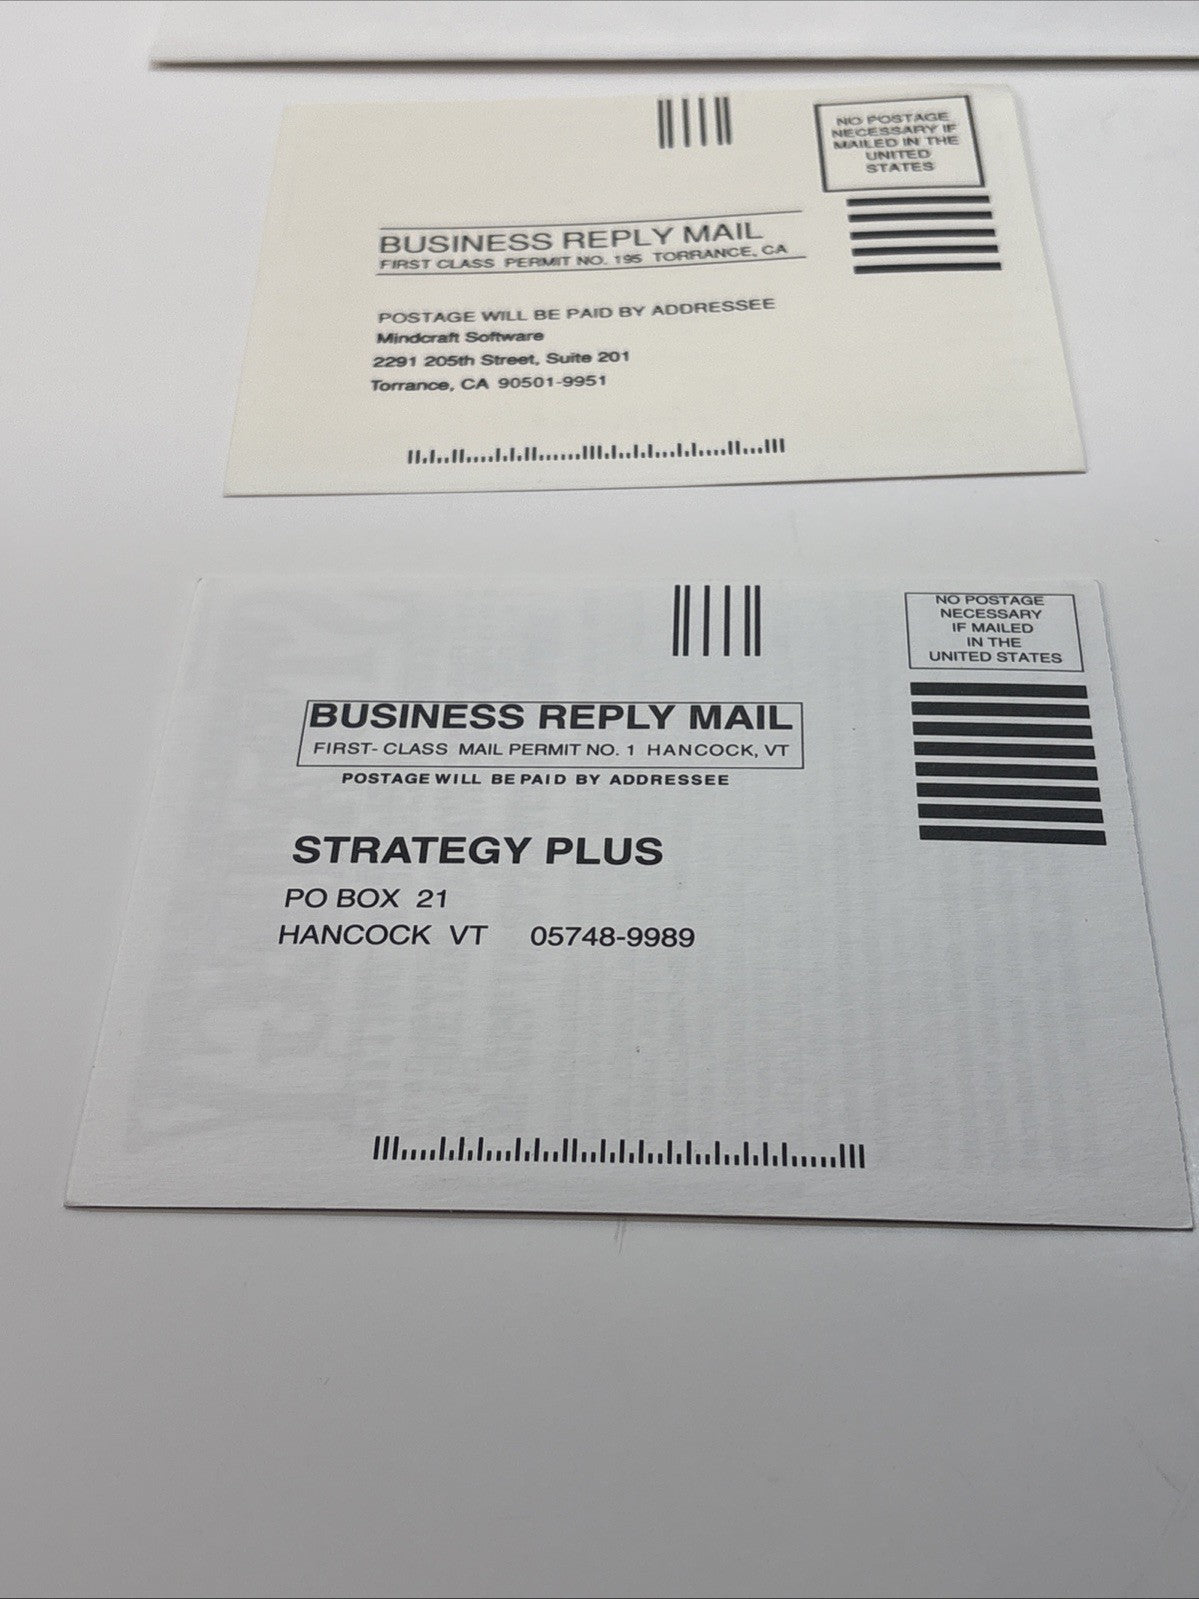 NO POSTAGE
NECESSARY IF
MAILED IN THE
UNITED
STATES
BUSINESS REPLY MAIL
FIRST CLASS PERMIT NO. 195 TORRANCE, CA
POSTAGE WILL BE PAID BY ADDRESSEE
Mindcraft Software
2291 205th Street, Suite 201
Torrance, CA 90501-9951
NO POSTAGE
NECESSARY
IF MAILED
IN THE
UNITED STATES
BUSINESS REPLY MAIL
FIRST- CLASS MAIL PERMIT NO. 1 HANCOCK, VT
POSTAGE WILL BE PAID BY ADDRESSEE
STRATEGY PLUS
PO BOX 21
HANCOCK VT 05748-9989